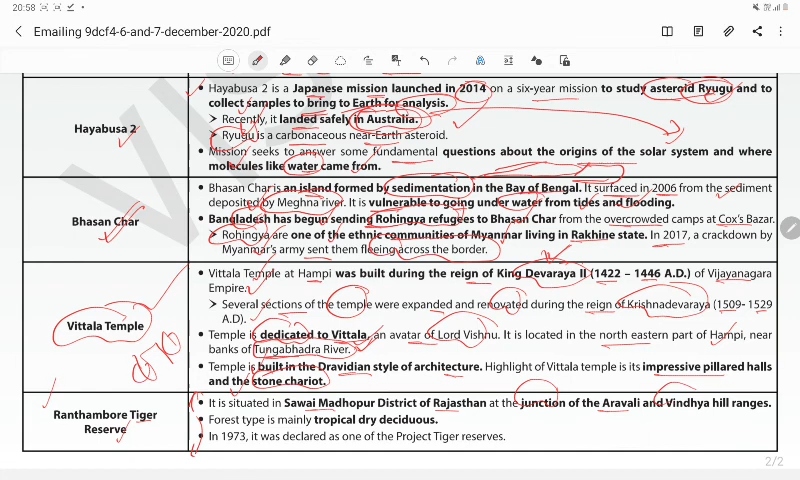 20:58
Emailing 9dcf4-6-and-7-december-2020.pdf
Hayabusa 2
• Hayabusa 2 is a Japanese mission launched in 2014 on a six-year mission to study asteroid Ryugu and to
collect samples to bring to Earth for analysis.
➤ Recently, it landed safely in Australia.
➤ Ryugu is a carbonaceous near-Earth asteroid.
• Mission seeks to answer some fundamental questions about the origins of the solar system and where
molecules like water came from.
Bhasan Char
• Bhasan Char is an island formed by sedimentation in the Bay of Bengal. It surfaced in 2006 from the sediment
deposited by Meghna river. It is vulnerable to going under water from tides and flooding.
• Bangladesh has begun sending Rohingya refugees to Bhasan Char from the overcrowded camps at Cox's Bazar.
➤ Rohingya are one of the ethnic communities of Myanmar living in Rakhine state. In 2017, a crackdown by
Myanmar's army sent them fleeing across the border.
Vittala Temple
• Vittala Temple at Hampi was built during the reign of King Devaraya II (1422 – 1446 A.D.) of Vijayanagara
Empire.
➤ Several sections of the temple were expanded and renovated during the reign of Krishnadevaraya (1509- 1529
A.D).
• Temple is dedicated to Vittala, an avatar of Lord Vishnu. It is located in the north eastern part of Hampi, near
banks of Tungabhadra River.
• Temple is built in the Dravidian style of architecture. Highlight of Vittala temple is its impressive pillared halls
and the stone chariot.
Ranthambore Tiger
Reserve
• It is situated in Sawai Madhopur District of Rajasthan at the junction of the Aravali and Vindhya hill ranges.
• Forest type is mainly tropical dry deciduous.
• In 1973, it was declared as one of the Project Tiger reserves.
2/2